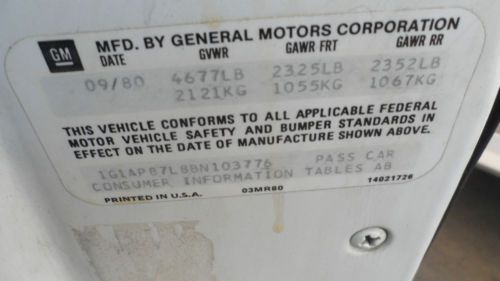 GM MFD. BY GENERAL MOTORS CORPORATION
DATE GVWR GAWR FRT GAWR RR
09/80 4677LB 2325LB 2352LB
2121KG 1055KG 1067KG
THIS VEHICLE CONFORMS TO ALL APPLICABLE FEDERAL
MOTOR VEHICLE SAFETY AND BUMPER STANDARDS IN
EFFECT ON THE DATE OF MANUFACTURE SHOWN ABOVE.
1G1AP87L8BN103776 PASS CAR
CONSUMER INFORMATION TABLES AB
PRINTED IN U.S.A. 03MR80 14021726